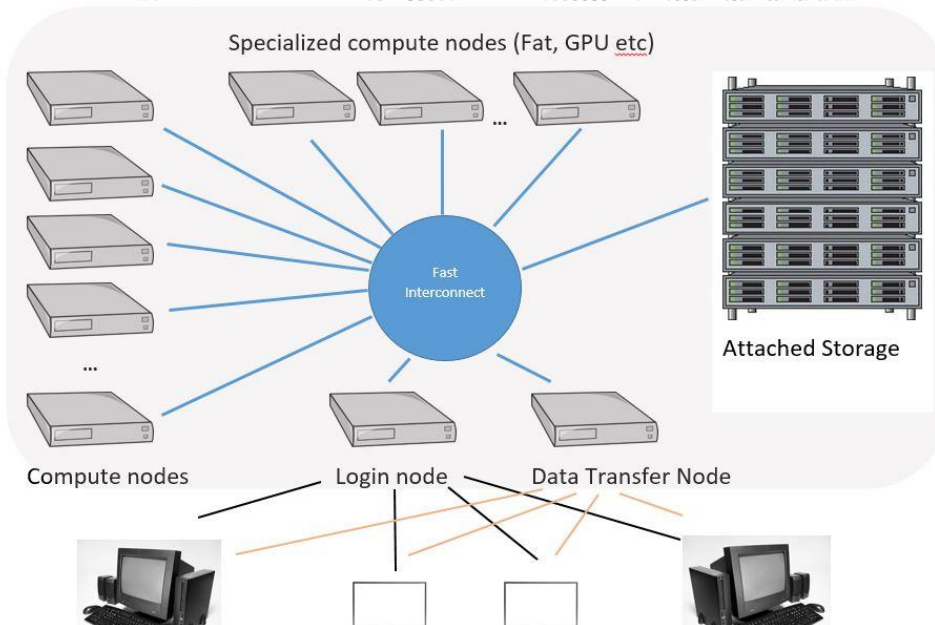 Specialized compute nodes (Fat, GPU etc)
...
Fast
Interconnect
Attached Storage
...
Compute nodes
Login node
Data Transfer Node